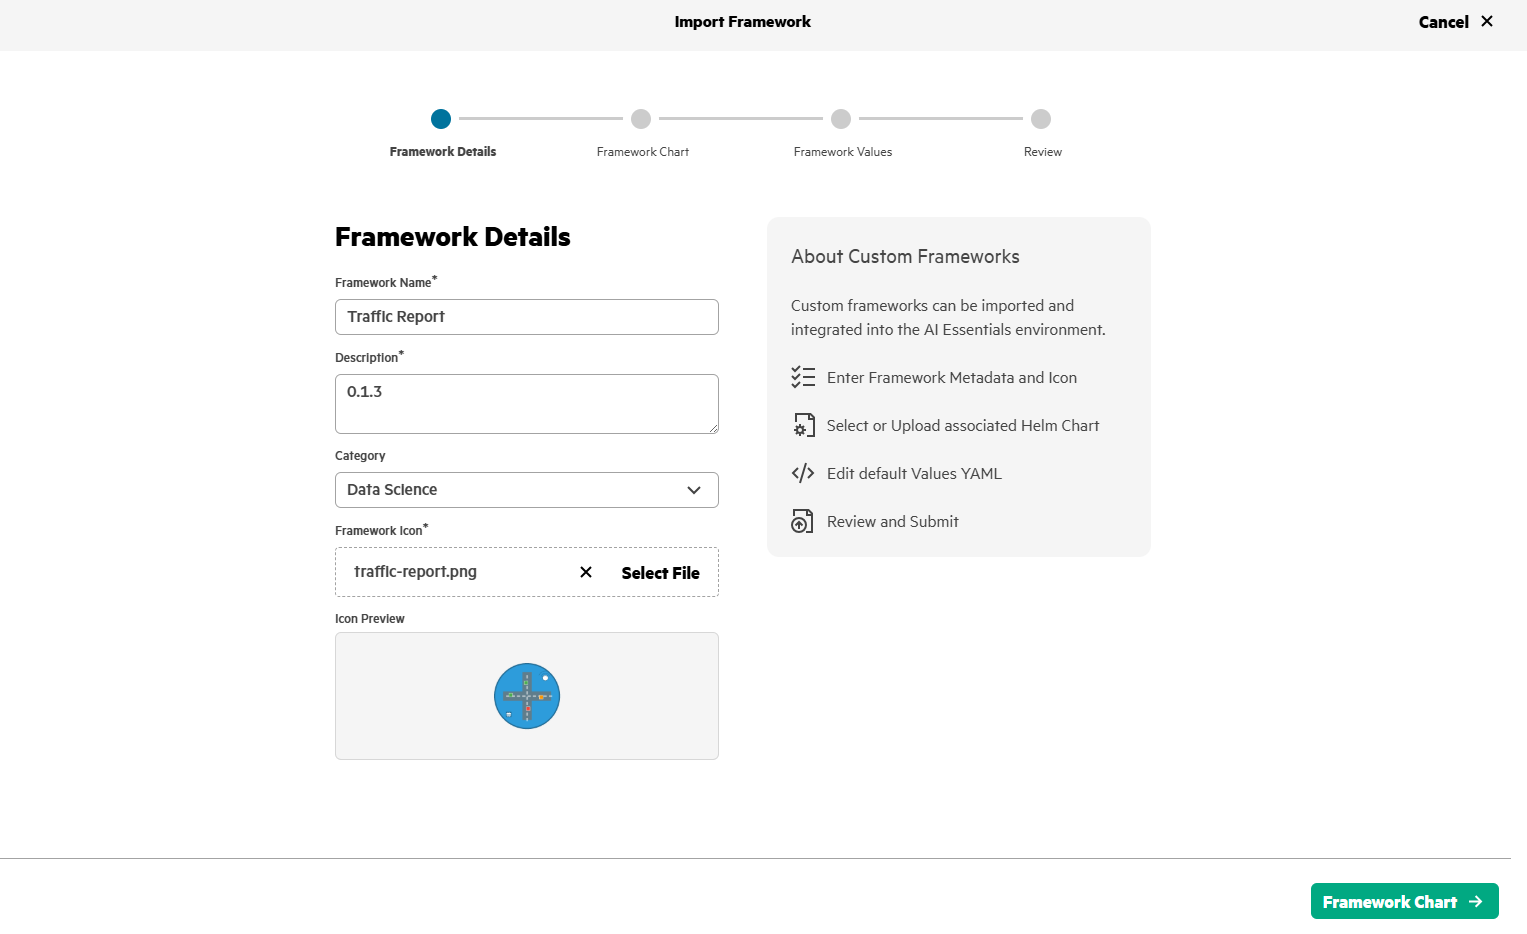 Import Framework
Cancel
Framework Details
Framework Chart
Framework Values
Review
Framework Details
Framework Name*
Traffic Report
Description*
0.1.3
Category
Data Science
Framework Icon*
traffic-report.png
Select File
Icon Preview
About Custom Frameworks
Custom frameworks can be imported and
integrated into the AI Essentials environment.
Enter Framework Metadata and Icon
Select or Upload associated Helm Chart
Edit default Values YAML
Review and Submit
Framework Chart